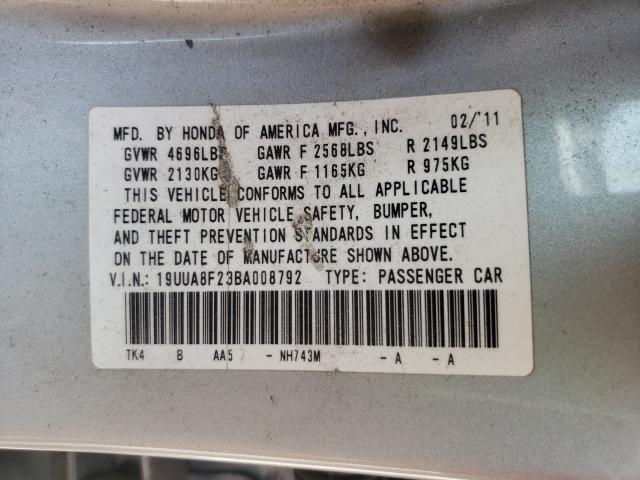 MFD. BY HONDA OF AMERICA MFG., INC. 02/'11
GVWR 4696LBS GAWR F 2568LBS R 2149LBS
GVWR 2130KG GAWR F 1165KG R 975KG
THIS VEHICLE CONFORMS TO ALL APPLICABLE
FEDERAL MOTOR VEHICLE SAFETY, BUMPER,
AND THEFT PREVENTION STANDARDS IN EFFECT
ON THE DATE OF MANUFACTURE SHOWN ABOVE.
V.I.N.: 19UUA8F23BA008792 TYPE: PASSENGER CAR
TK4 B AA5 - NH743M - A - A